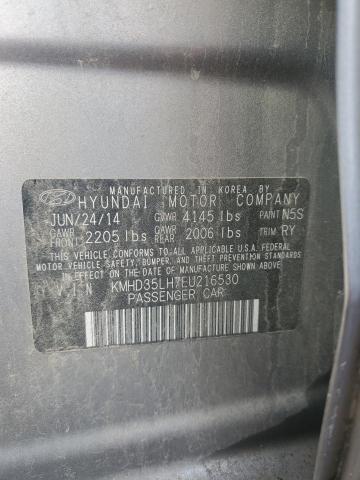 MANUFACTURED IN KOREA BY
HYUNDAI MOTOR COMPANY
JUN/24/14 GVWR 4145 lbs PAINT N5S
GAWR FRONT 2205 lbs GAWR REAR 2006 lbs TRIM RY
THIS VEHICLE CONFORMS TO ALL APPLICABLE U.S.A. FEDERAL
MOTOR VEHICLE SAFETY, BUMPER, AND THEFT PREVENTION
STANDARDS IN EFFECT ON THE DATE OF MANUFACTURE SHOWN ABOVE.
V.I.N KMHD35LH7EU216530
PASSENGER CAR